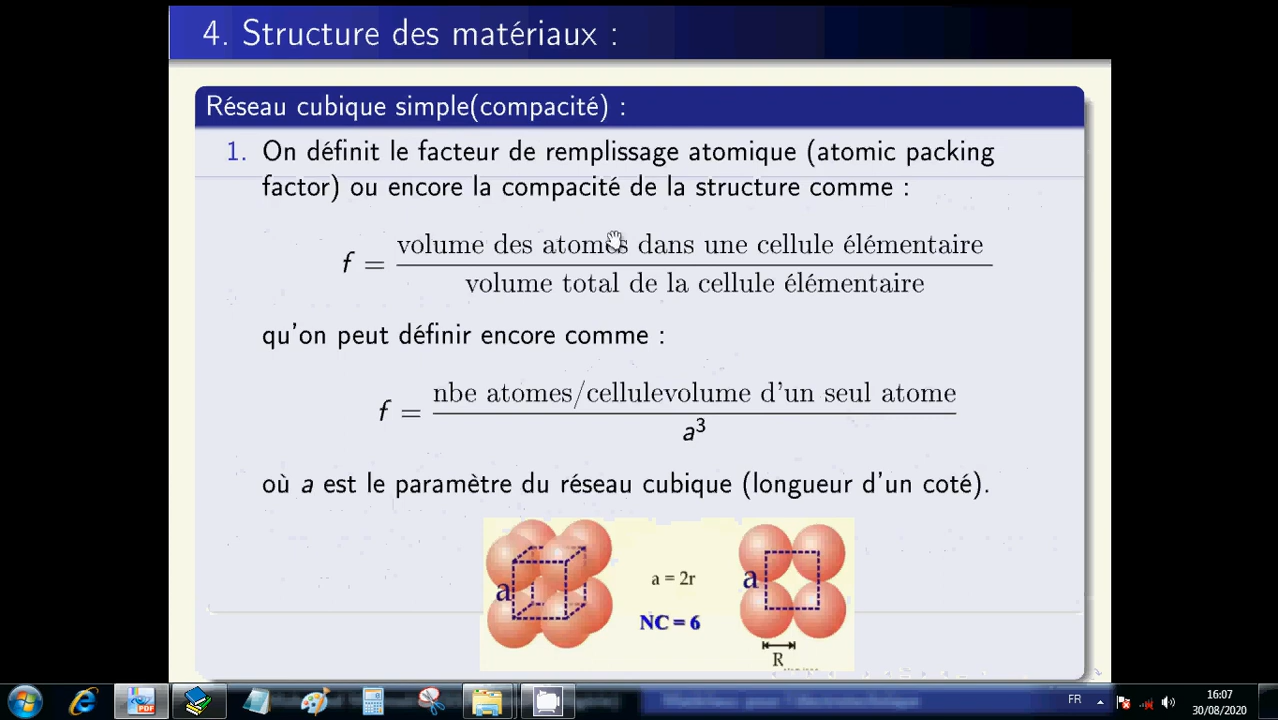 4. Structure des matériaux :
Réseau cubique simple(compacité) :
1. On définit le facteur de remplissage atomique (atomic packing
factor) ou encore la compacité de la structure comme :
f = volume des atomes dans une cellule élémentaire
volume total de la cellule élémentaire
qu'on peut définir encore comme :
f = nbe atomes/cellulevolume d'un seul atome
a³
où a est le paramètre du réseau cubique (longueur d'un coté).
a
a = 2r
NC = 6
a
R
PDF
FR
16:07
30/08/2020